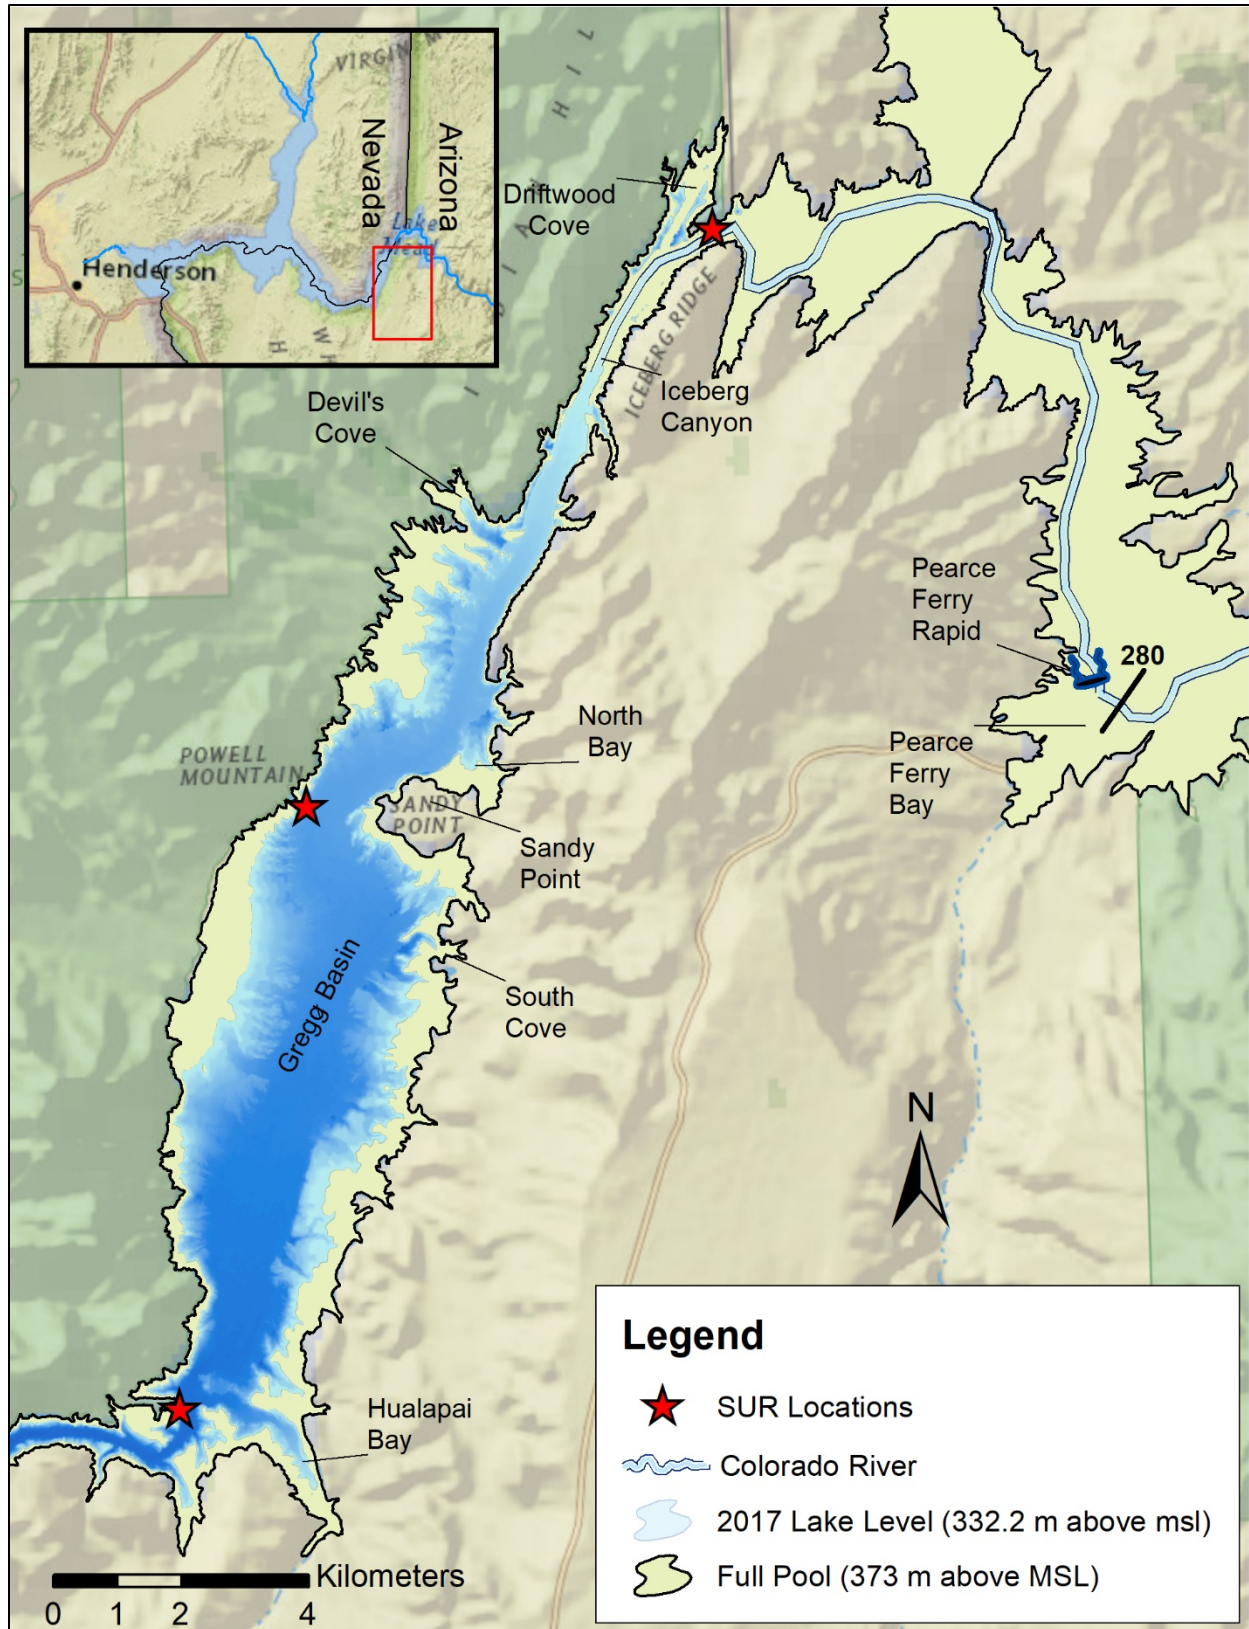 VIRGIN M
Nevada
Arizona
Lake
Mead
Henderson
H
W
H
I
L
D
I
A
H
I
Driftwood
Cove
ICEBERG RIDGE
Iceberg
Canyon
Devil's
Cove
Pearce
Ferry
Rapid
280
North
Bay
Pearce
Ferry
Bay
POWELL
MOUNTAIN
SANDY
POINT
Sandy
Point
Gregg Basin
South
Cove
N
Hualapai
Bay
Legend
SUR Locations
Colorado River
2017 Lake Level (332.2 m above msl)
Full Pool (373 m above MSL)
Kilometers
0 1 2 4